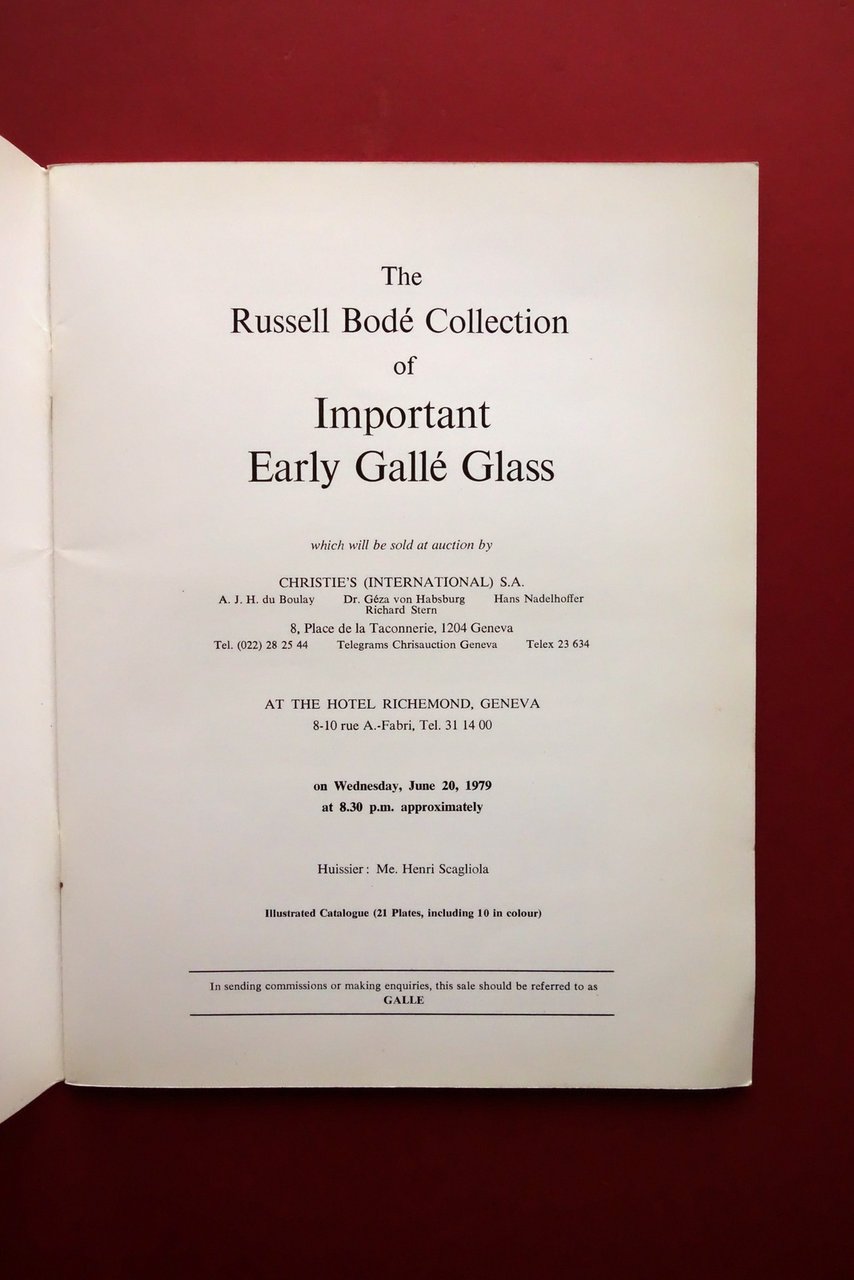 The
Russell Bodé Collection
of
Important
Early Gallé Glass
which will be sold at auction by
CHRISTIE'S (INTERNATIONAL) S.A.
A. J. H. du Boulay Dr. Géza von Habsburg Hans Nadelhoffer
Richard Stern
8, Place de la Taconnerie, 1204 Geneva
Tel. (022) 28 25 44 Telegrams Chrisauction Geneva Telex 23 634
AT THE HOTEL RICHEMOND, GENEVA
8-10 rue A.-Fabri, Tel. 31 14 00
on Wednesday, June 20, 1979
at 8.30 p.m. approximately
Huissier: Me. Henri Scagliola
Illustrated Catalogue (21 Plates, including 10 in colour)
In sending commissions or making enquiries, this sale should be referred to as
GALLE